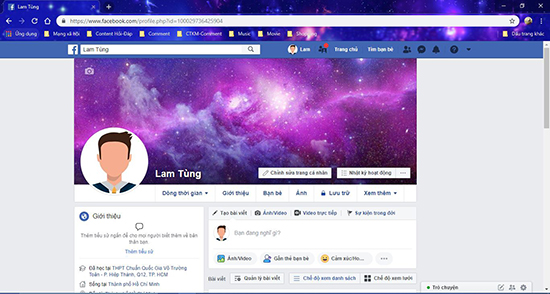 Lam Tùng
https://www.facebook.com/profile.php?id=100029736425904
Ứng dụng Mạng xã Hội Content Hỏi-Đáp Comment CTXM-Comment Music Movie Shopping Dấu trang khác
Lam Tùng Lam Trang chủ Tìm bạn bè
Lam Tùng
Chỉnh sửa trang cá nhân Nhật ký hoạt động
Dòng thời gian Giới thiệu Bạn bè Ảnh Lưu trữ Xem thêm
Giới thiệu
Thêm tiểu sử ngắn để cho mọi người biết thêm về bản thân bạn
Thêm tiểu sử
Đã học tại THPT Chuẩn Quốc Gia Võ Trường
Toản - P. Hiệp Thành, Q12, TP. HCM
Sống tại Thành phố Hồ Chí Minh
Tạo bài viết Ảnh/Video Video trực tiếp Sự kiện trong đời
Bạn đang nghĩ gì?
Ảnh/Video Gắn thẻ bạn bè Cảm xúc/Ho...
Bài viết Quản lý bài viết Chế độ xem danh sách Chế độ xem lưới
Trò chuyện